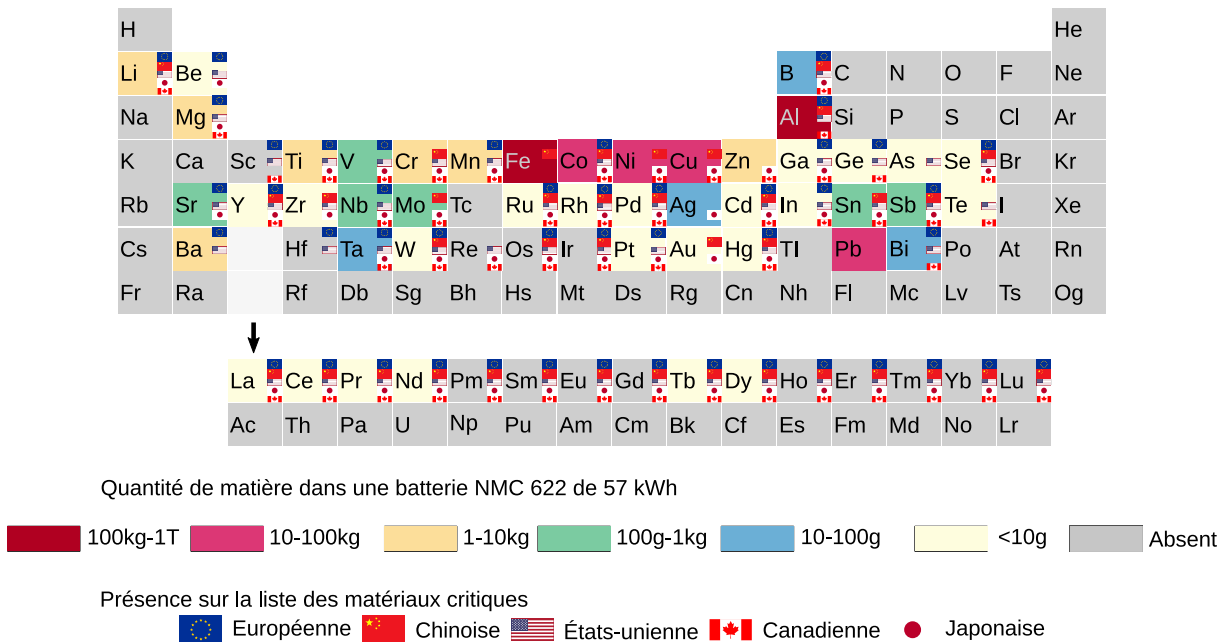 H He
Li Be B C N O F Ne
Na Mg Al Si P S Cl Ar
K Ca Sc Ti V Cr Mn Fe Co Ni Cu Zn Ga Ge As Se Br Kr
Rb Sr Y Zr Nb Mo Tc Ru Rh Pd Ag Cd In Sn Sb Te I Xe
Cs Ba Hf Ta W Re Os Ir Pt Au Hg Tl Pb Bi Po At Rn
Fr Ra Rf Db Sg Bh Hs Mt Ds Rg Cn Nh Fl Mc Lv Ts Og
La Ce Pr Nd Pm Sm Eu Gd Tb Dy Ho Er Tm Yb Lu
Ac Th Pa U Np Pu Am Cm Bk Cf Es Fm Md No Lr
Quantité de matière dans une batterie NMC 622 de 57 kWh
100kg-1T 10-100kg 1-10kg 100g-1kg 10-100g <10g Absent
Présence sur la liste des matériaux critiques
Européenne Chinoise États-unienne Canadienne Japonaise